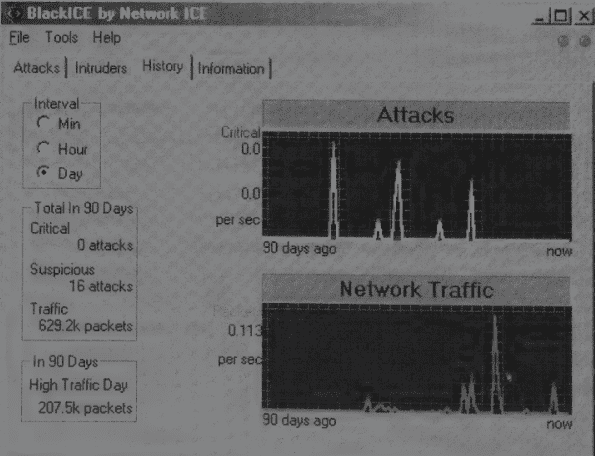 BlackICE by Network ICE
File Tools Help
Attacks Intruders History Information
Interval
Min
Hour
Day
Total In 90 Days
Critical
0 attacks
Suspicious
16 attacks
Traffic
629.2k packets
In 90 Days
High Traffic Day
207.5k packets
Attacks
Critical
0.0
0.0
per sec
90 days ago
now
Network Traffic
0.113
per sec
90 days ago
now